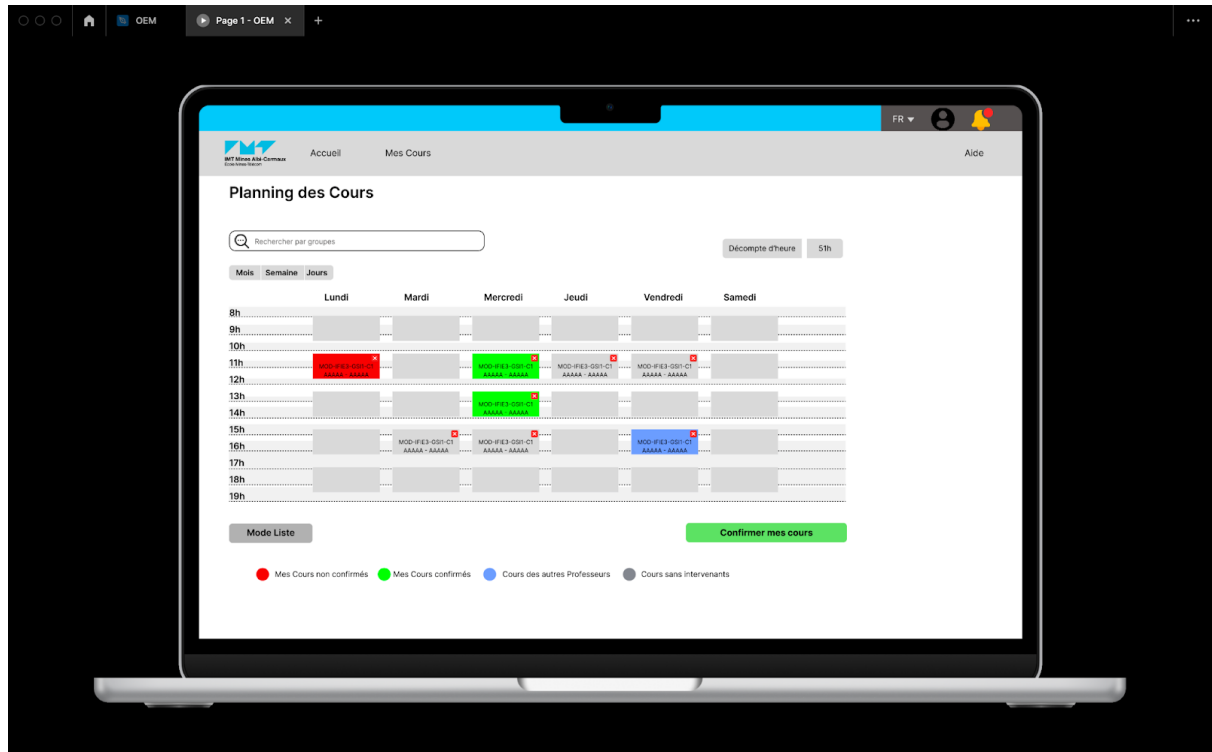 OEM
Page 1 - OEM
FR
IMT Mines Albi-Carmaux
Accueil
Mes Cours
Aide
Planning des Cours
Rechercher par groupes
Décompte d'heure
51h
Mois Semaine Jours
Lundi Mardi Mercredi Jeudi Vendredi Samedi
8h
9h
10h
11h
MOD-IFIE3-GSI1-C1 MOD-IFIE3-GSI1-C1 MOD-IFIE3-GSI1-C1 MOD-IFIE3-GSI1-C1
AAAAA - AAAAA AAAAA - AAAAA AAAAA - AAAAA AAAAA - AAAAA
12h
13h
MOD-IFIE3-GSI1-C1
14h
AAAAA - AAAAA
15h
MOD-IFIE3-GSI1-C1 MOD-IFIE3-GSI1-C1 MOD-IFIE3-GSI1-C1
16h
AAAAA - AAAAA AAAAA - AAAAA AAAAA - AAAAA
17h
18h
19h
Mode Liste
Confirmer mes cours
Mes Cours non confirmés Mes Cours confirmés Cours des autres Professeurs Cours sans intervenants